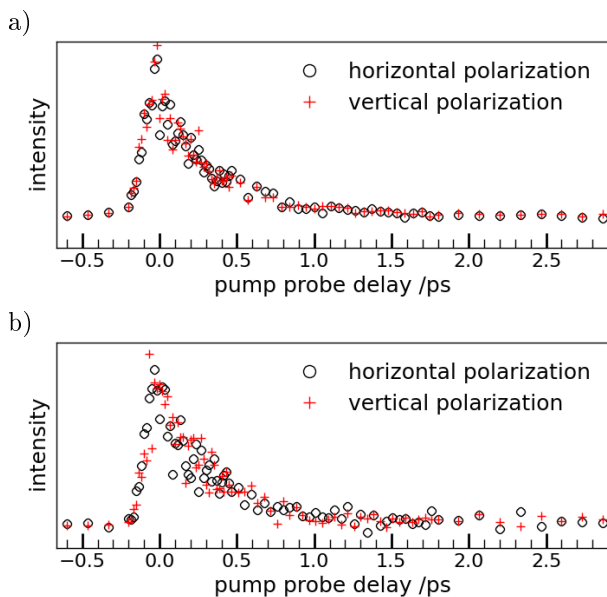 a)
horizontal polarization
vertical polarization
intensity
−0.5 0.0 0.5 1.0 1.5 2.0 2.5
pump probe delay /ps
b)
horizontal polarization
vertical polarization
intensity
−0.5 0.0 0.5 1.0 1.5 2.0 2.5
pump probe delay /ps